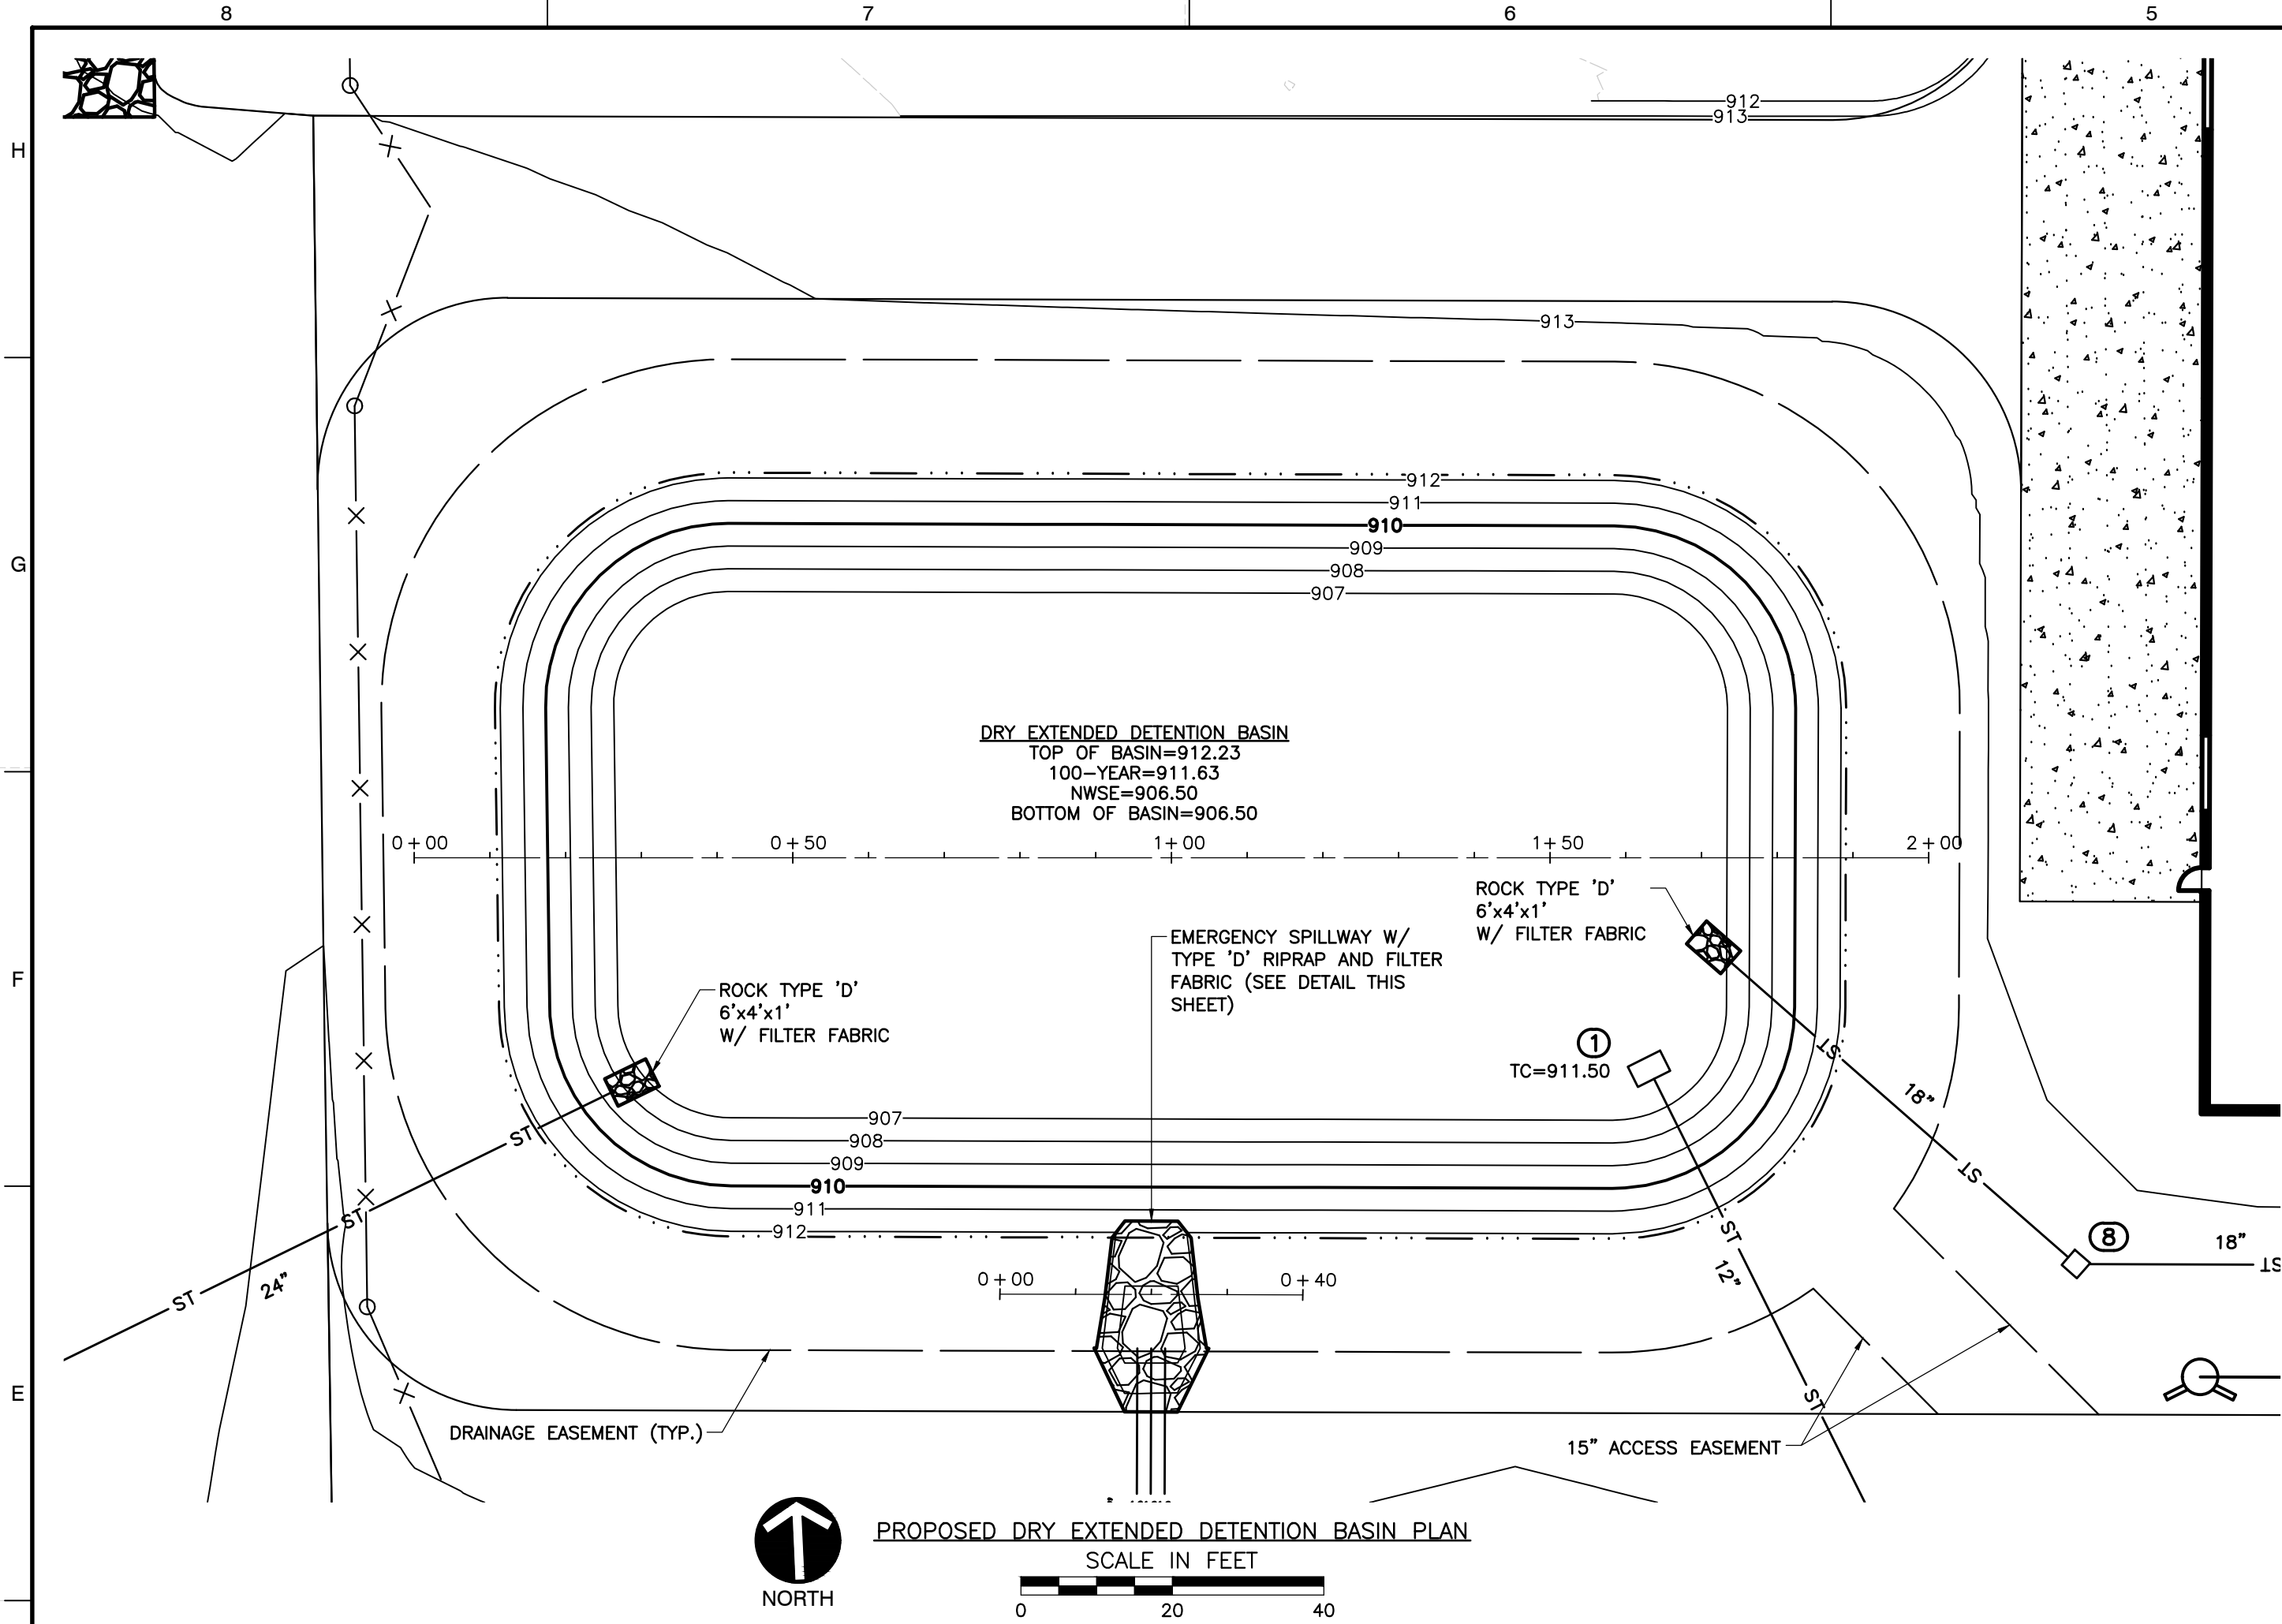 8 7 6 5
H
G
F
E
912
913
913
912
911
910
909
908
907
DRY EXTENDED DETENTION BASIN
TOP OF BASIN=912.23
100-YEAR=911.63
NWSE=906.50
BOTTOM OF BASIN=906.50
0+00 0+50 1+00 1+50 2+00
ROCK TYPE 'D'
6'x4'x1'
W/ FILTER FABRIC
EMERGENCY SPILLWAY W/
TYPE 'D' RIPRAP AND FILTER
FABRIC (SEE DETAIL THIS
SHEET)
ROCK TYPE 'D'
6'x4'x1'
W/ FILTER FABRIC
1
TC=911.50
ST
18"
ST
8
18"
ST
907
908
909
910
911
912
ST
ST
ST
24"
0+00 0+40
ST
12"
ST
DRAINAGE EASEMENT (TYP.)
15" ACCESS EASEMENT
NORTH
PROPOSED DRY EXTENDED DETENTION BASIN PLAN
SCALE IN FEET
0 20 40